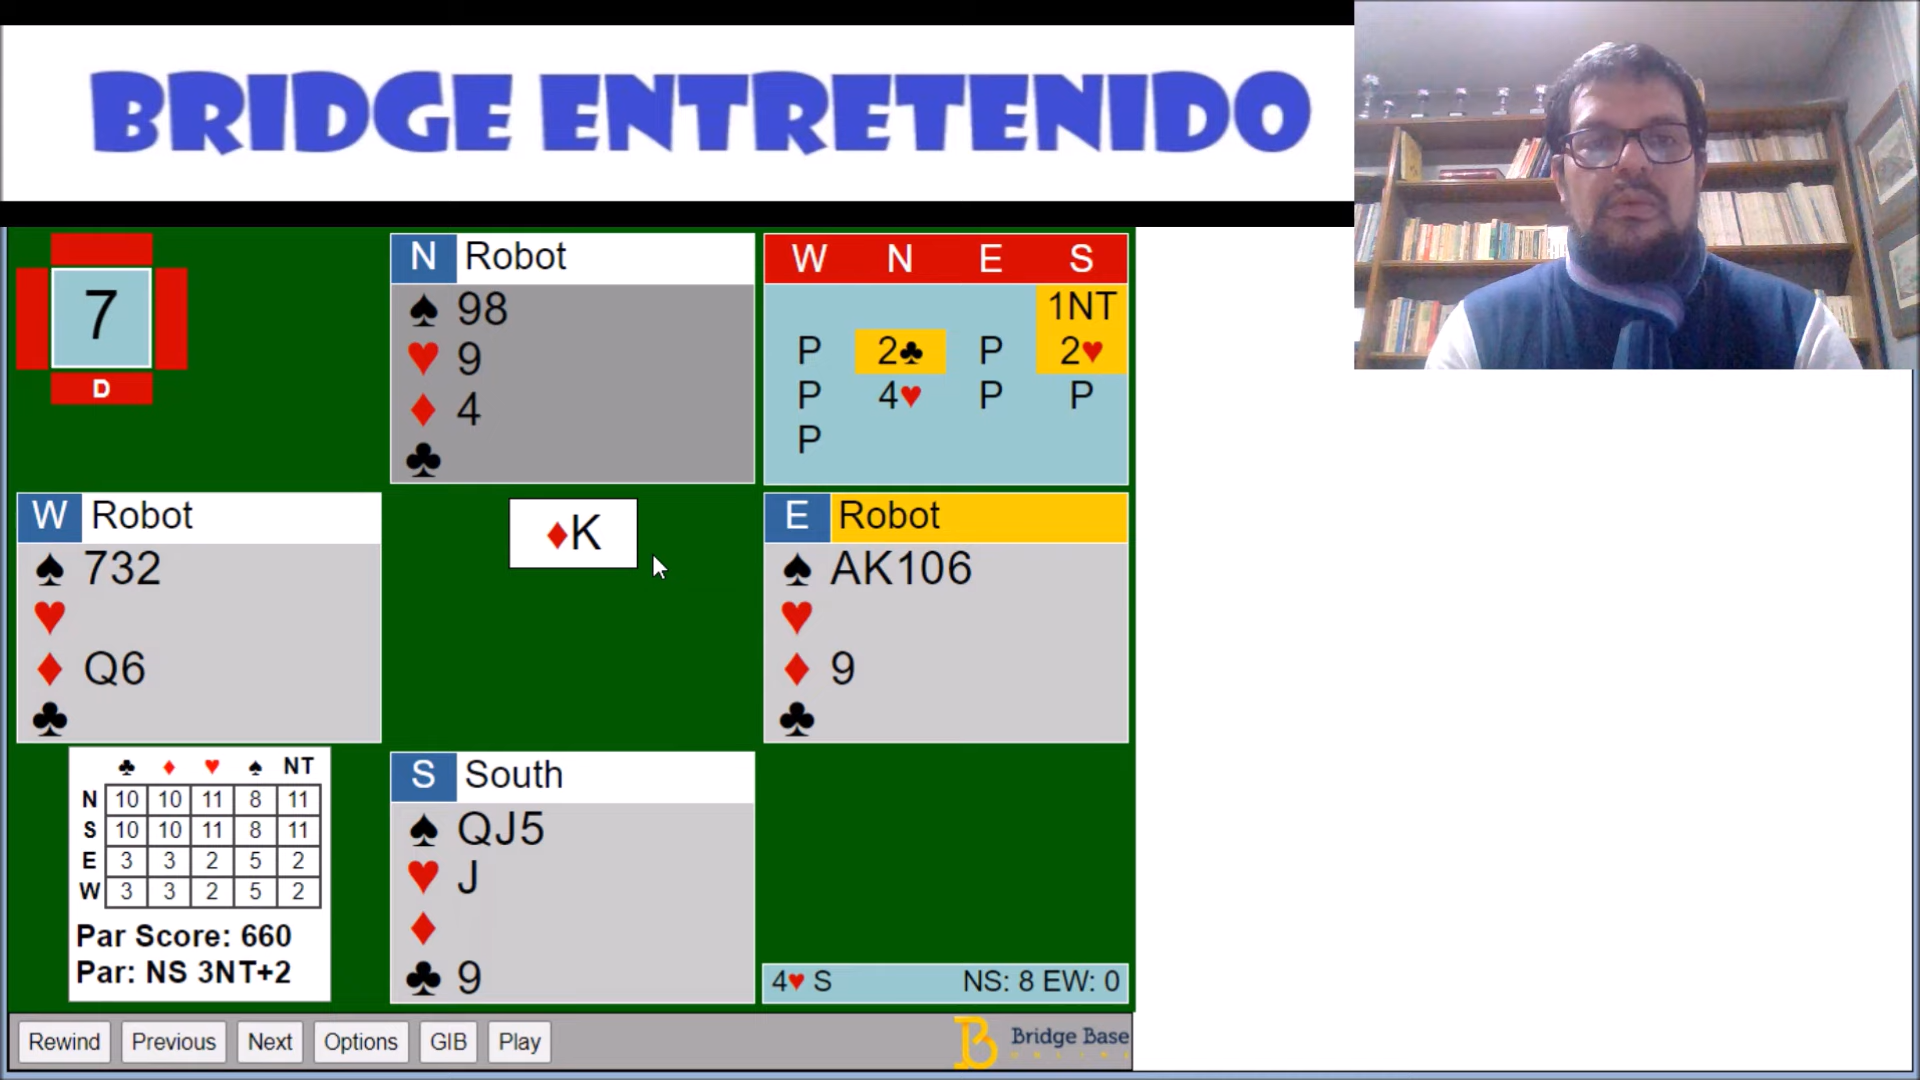 BRIDGE ENTRETENIDO
7
D
N Robot
♠ 98
♥ 9
♦ 4
♣
W N E S
1NT
P 2♣ P 2♥
P 4♥ P P
P
W Robot
♠ 732
♥
♦ Q6
♣
♦K
E Robot
♠ AK106
♥
♦ 9
♣
♣ ♦ ♥ ♠ NT
N 10 10 11 8 11
S 10 10 11 8 11
E 3 3 2 5 2
W 3 3 2 5 2
Par Score: 660
Par: NS 3NT+2
S South
♠ QJ5
♥ J
♦
♣ 9
4♥ S NS: 8 EW: 0
Rewind Previous Next Options GIB Play
Bridge Base
ONLINE